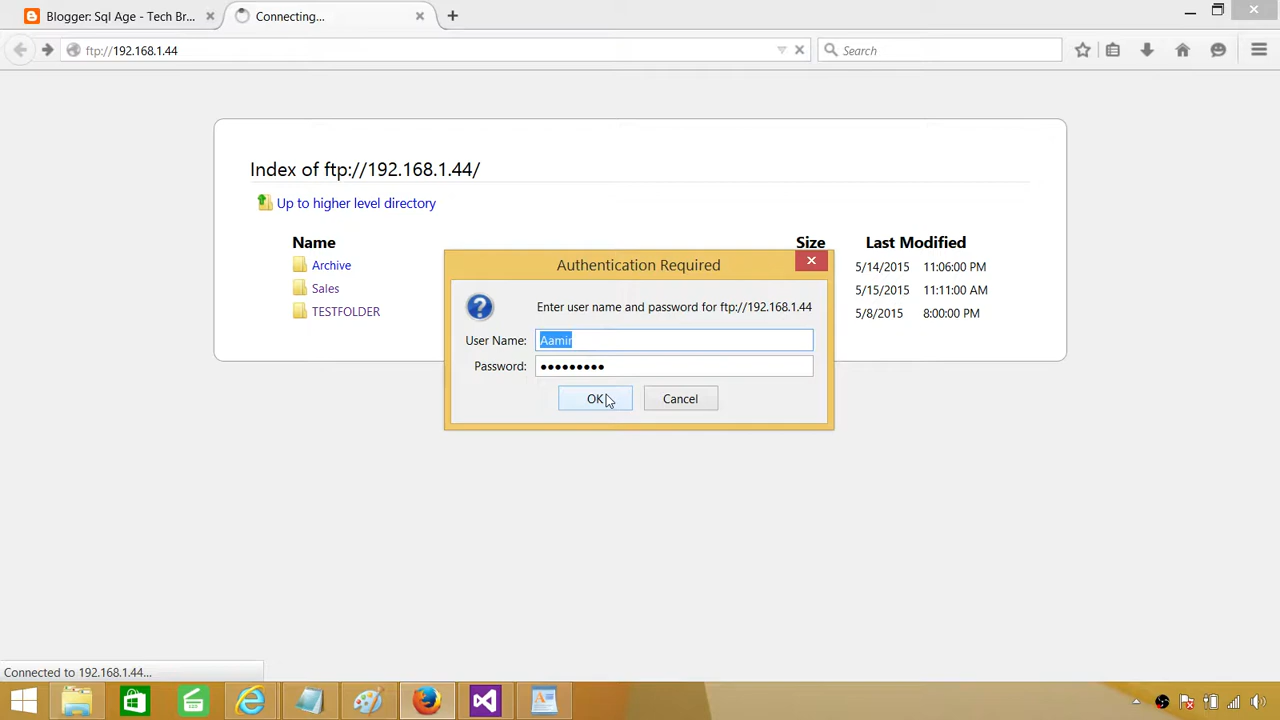 Blogger: Sql Age - Tech Br...
Connecting...
ftp://192.168.1.44
Search
Index of ftp://192.168.1.44/
Up to higher level directory
Name
Size
Last Modified
Archive
5/14/2015 11:06:00 PM
Sales
5/15/2015 11:11:00 AM
TESTFOLDER
5/8/2015 8:00:00 PM
Authentication Required
Enter user name and password for ftp://192.168.1.44
User Name: Aamir
Password: ●●●●●●●●●
OK
Cancel
Connected to 192.168.1.44...